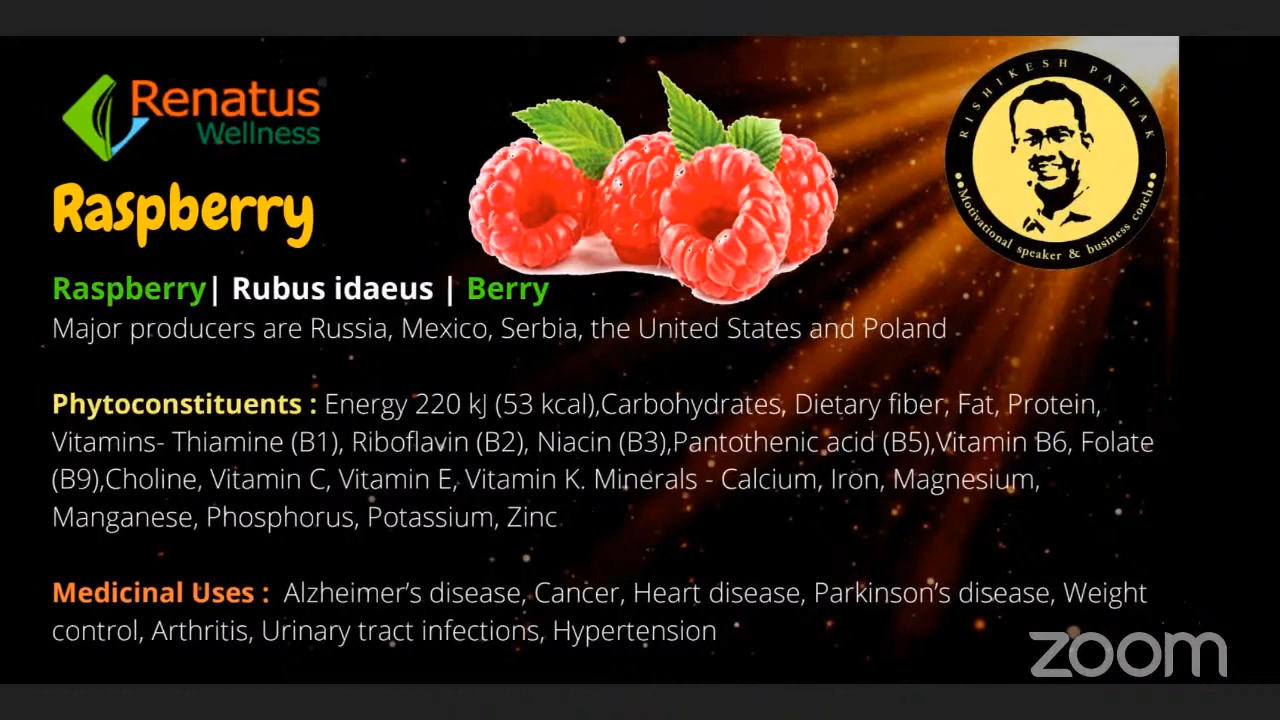 Renatus
Wellness
RISHIKESH PATHAK
Motivational speaker & business coach
Raspberry
Raspberry| Rubus idaeus | Berry
Major producers are Russia, Mexico, Serbia, the United States and Poland
Phytoconstituents : Energy 220 kJ (53 kcal),Carbohydrates, Dietary fiber, Fat, Protein,
Vitamins- Thiamine (B1), Riboflavin (B2), Niacin (B3),Pantothenic acid (B5),Vitamin B6, Folate
(B9),Choline, Vitamin C, Vitamin E, Vitamin K. Minerals - Calcium, Iron, Magnesium,
Manganese, Phosphorus, Potassium, Zinc
Medicinal Uses : Alzheimer’s disease, Cancer, Heart disease, Parkinson’s disease, Weight
control, Arthritis, Urinary tract infections, Hypertension
zoom